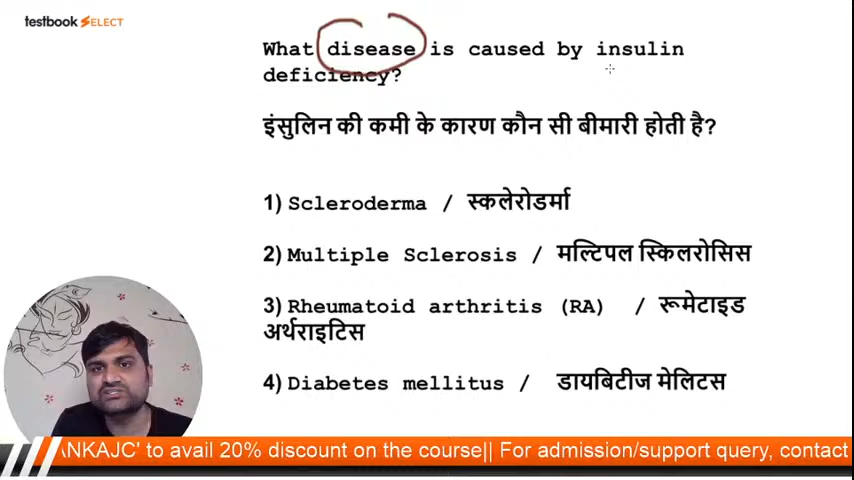 testbook SELECT
What disease is caused by insulin
deficiency?
इंसुलिन की कमी के कारण कौन सी बीमारी होती है?
1) Scleroderma / स्कलेरोडर्मा
2) Multiple Sclerosis / मल्टिपल स्किलरोसिस
3) Rheumatoid arthritis (RA) / रूमेटाइड
अर्थराइटिस
4) Diabetes mellitus / डायबिटीज मेलिटस
ANKAJC' to avail 20% discount on the course|| For admission/support query, contact